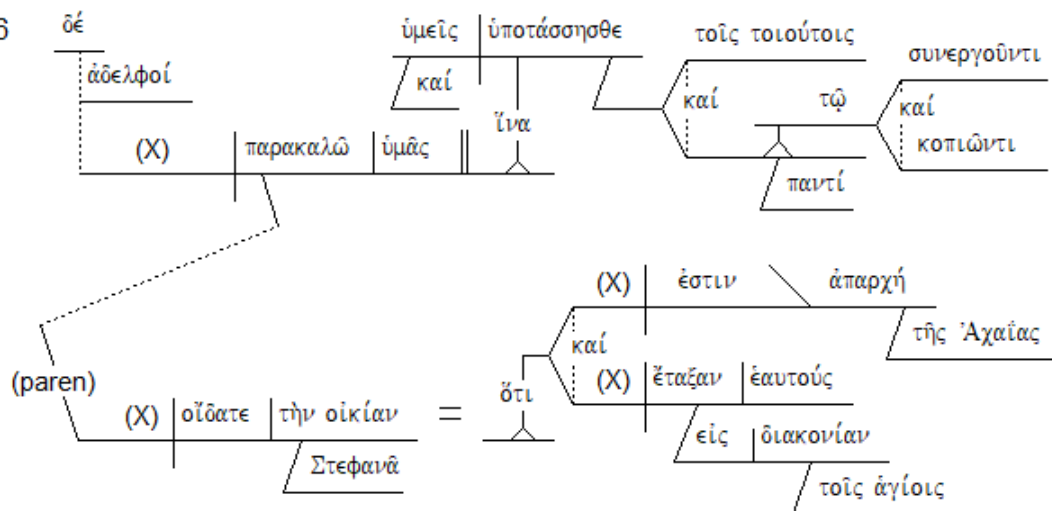 6 δέ ὑμεῖς ὑποτάσσησθε τοῖς τοιούτοις
συνεργοῦντι
ἀδελφοί καί καί τῷ καί
ἵνα
(X) παρακαλῶ ὑμᾶς κοπιῶντι
παντί
(X) ἐστιν ἀπαρχή
καί τῆς Ἀχαΐας
(paren) ὅτι (X) ἔταξαν ἑαυτούς
(X) οἴδατε τὴν οἰκίαν = εἰς διακονίαν
Στεφανᾶ τοῖς ἁγίοις